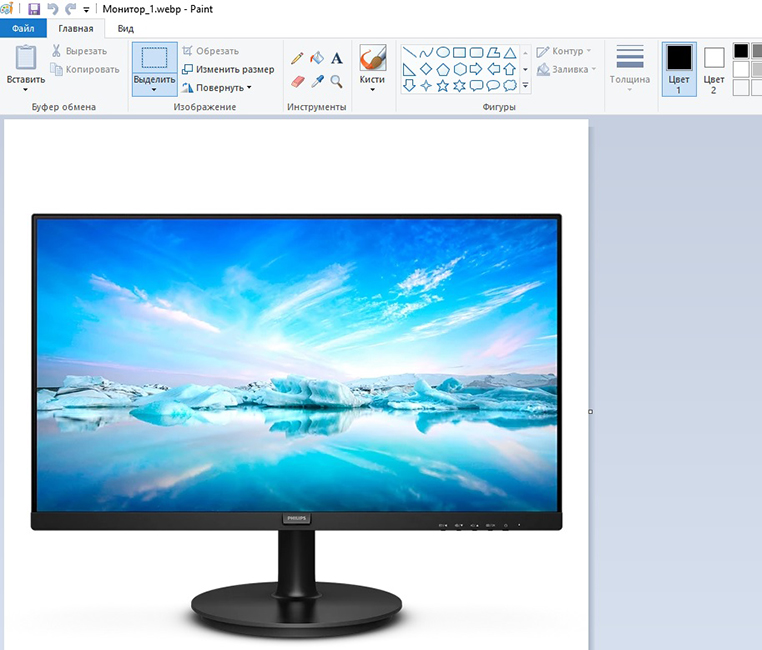 Монитор_1.webp - Paint
Файл
Главная
Вид
Вставить
Вырезать
Копировать
Буфер обмена
Выделить
Обрезать
Изменить размер
Повернуть
Изображение
A
Инструменты
Кисти
Фигуры
Контур
Заливка
Толщина
Цвет
1
Цвет
2
PHILIPS